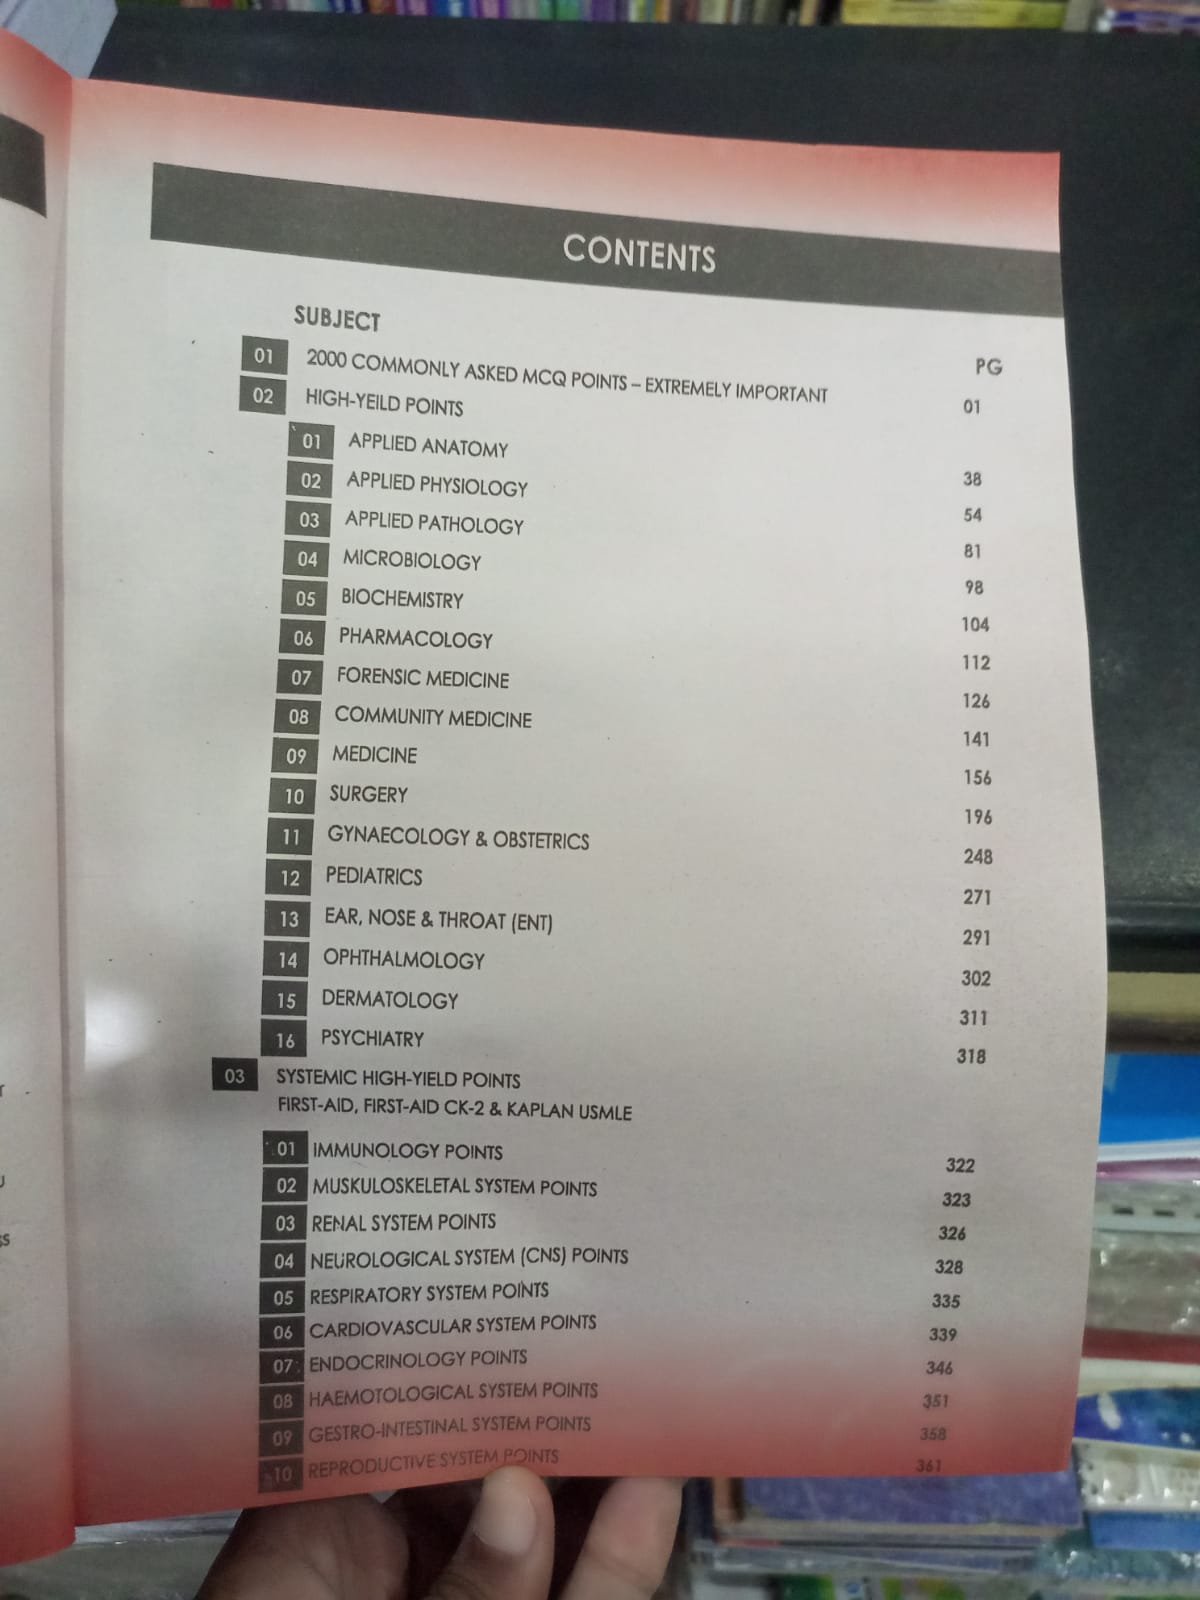 CONTENTS
SUBJECT PG
01 2000 COMMONLY ASKED MCQ POINTS – EXTREMELY IMPORTANT 01
02 HIGH-YEILD POINTS
01 APPLIED ANATOMY 38
02 APPLIED PHYSIOLOGY 54
03 APPLIED PATHOLOGY 81
04 MICROBIOLOGY 98
05 BIOCHEMISTRY 104
06 PHARMACOLOGY 112
07 FORENSIC MEDICINE 126
08 COMMUNITY MEDICINE 141
09 MEDICINE 156
10 SURGERY 196
11 GYNAECOLOGY & OBSTETRICS 248
12 PEDIATRICS 271
13 EAR, NOSE & THROAT (ENT) 291
14 OPHTHALMOLOGY 302
15 DERMATOLOGY 311
16 PSYCHIATRY 318
03 SYSTEMIC HIGH-YIELD POINTS
FIRST-AID, FIRST-AID CK-2 & KAPLAN USMLE
01 IMMUNOLOGY POINTS 322
02 MUSKULOSKELETAL SYSTEM POINTS 323
03 RENAL SYSTEM POINTS 326
04 NEUROLOGICAL SYSTEM (CNS) POINTS 328
05 RESPIRATORY SYSTEM POINTS 335
06 CARDIOVASCULAR SYSTEM POINTS 339
07 ENDOCRINOLOGY POINTS 346
08 HAEMOTOLOGICAL SYSTEM POINTS 351
09 GESTRO-INTESTINAL SYSTEM POINTS 358
10 REPRODUCTIVE SYSTEM POINTS 361